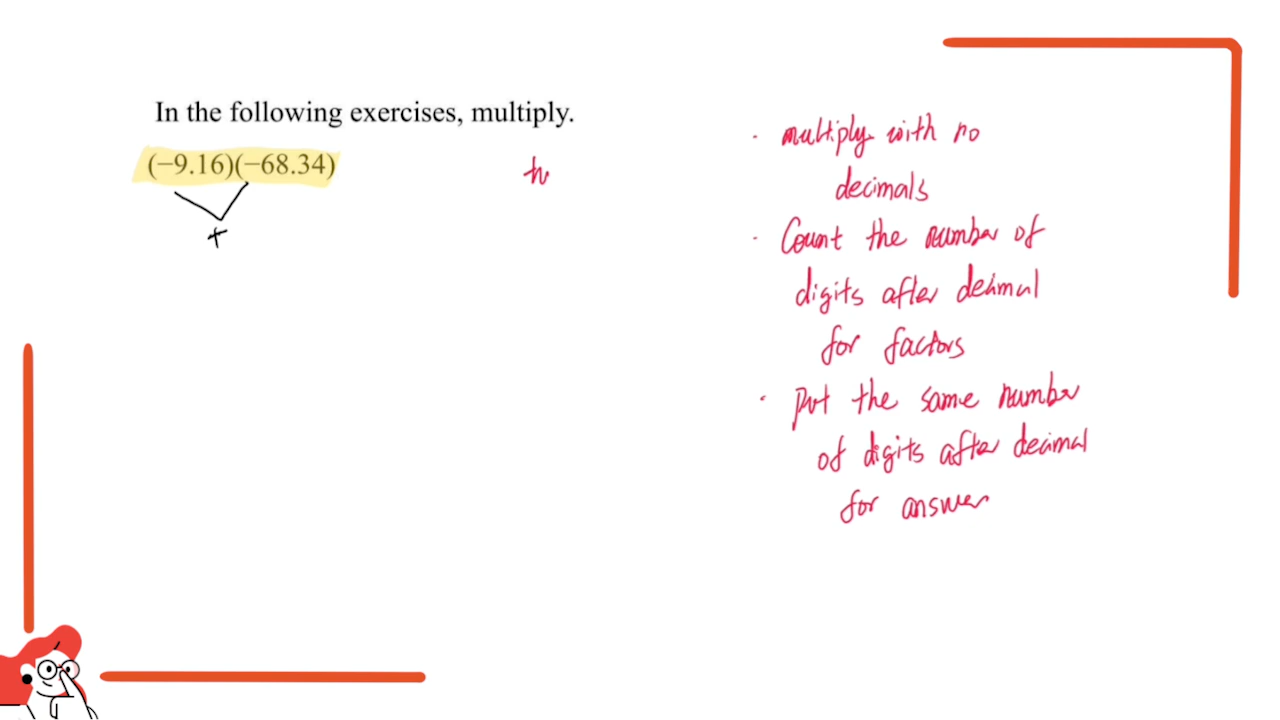 In the following exercises, multiply.
(−9.16)(−68.34)
+
· multiply with no
decimals
· Count the number of
digits after decimal
for factors
· Put the same number
of digits after decimal
for answer